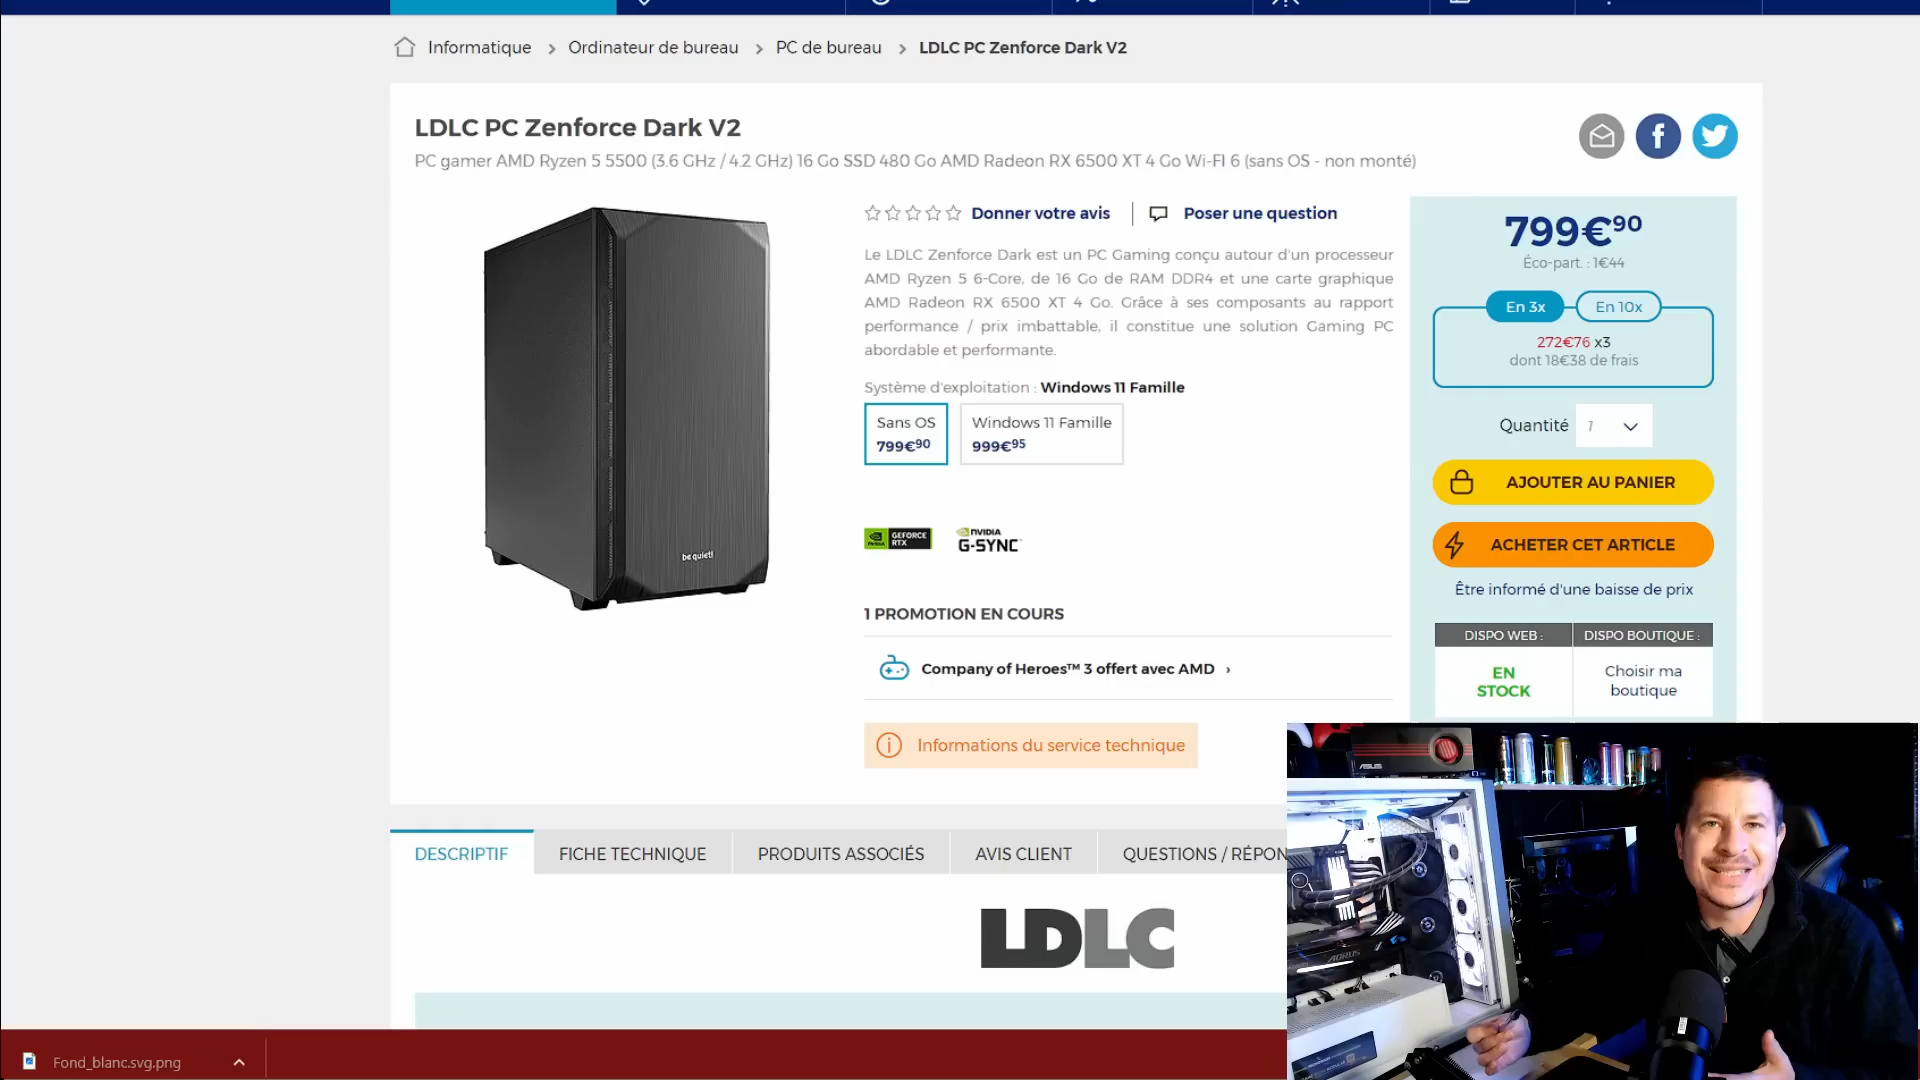 Informatique > Ordinateur de bureau > PC de bureau > LDLC PC Zenforce Dark V2
LDLC PC Zenforce Dark V2
PC gamer AMD Ryzen 5 5500 (3.6 GHz / 4.2 GHz) 16 Go SSD 480 Go AMD Radeon RX 6500 XT 4 Go Wi-FI 6 (sans OS - non monté)
Donner votre avis
Poser une question
Le LDLC Zenforce Dark est un PC Gaming conçu autour d'un processeur
AMD Ryzen 5 6-Core, de 16 Go de RAM DDR4 et une carte graphique
AMD Radeon RX 6500 XT 4 Go. Grâce à ses composants au rapport
performance / prix imbattable, il constitue une solution Gaming PC
abordable et performante.
Système d'exploitation : Windows 11 Famille
Sans OS
799€90
Windows 11 Famille
999€95
be quiet!
NVIDIA
GEFORCE
RTX
NVIDIA
G-SYNC
1 PROMOTION EN COURS
Company of Heroes™ 3 offert avec AMD ›
Informations du service technique
799€90
Éco-part. : 1€44
En 3x
En 10x
272€76 x3
dont 18€38 de frais
Quantité 1
AJOUTER AU PANIER
ACHETER CET ARTICLE
Être informé d'une baisse de prix
DISPO WEB :
DISPO BOUTIQUE :
EN
STOCK
Choisir ma
boutique
DESCRIPTIF
FICHE TECHNIQUE
PRODUITS ASSOCIÉS
AVIS CLIENT
QUESTIONS / RÉPON
LDLC
ASUS
AORUS
Fond_blanc.svg.png